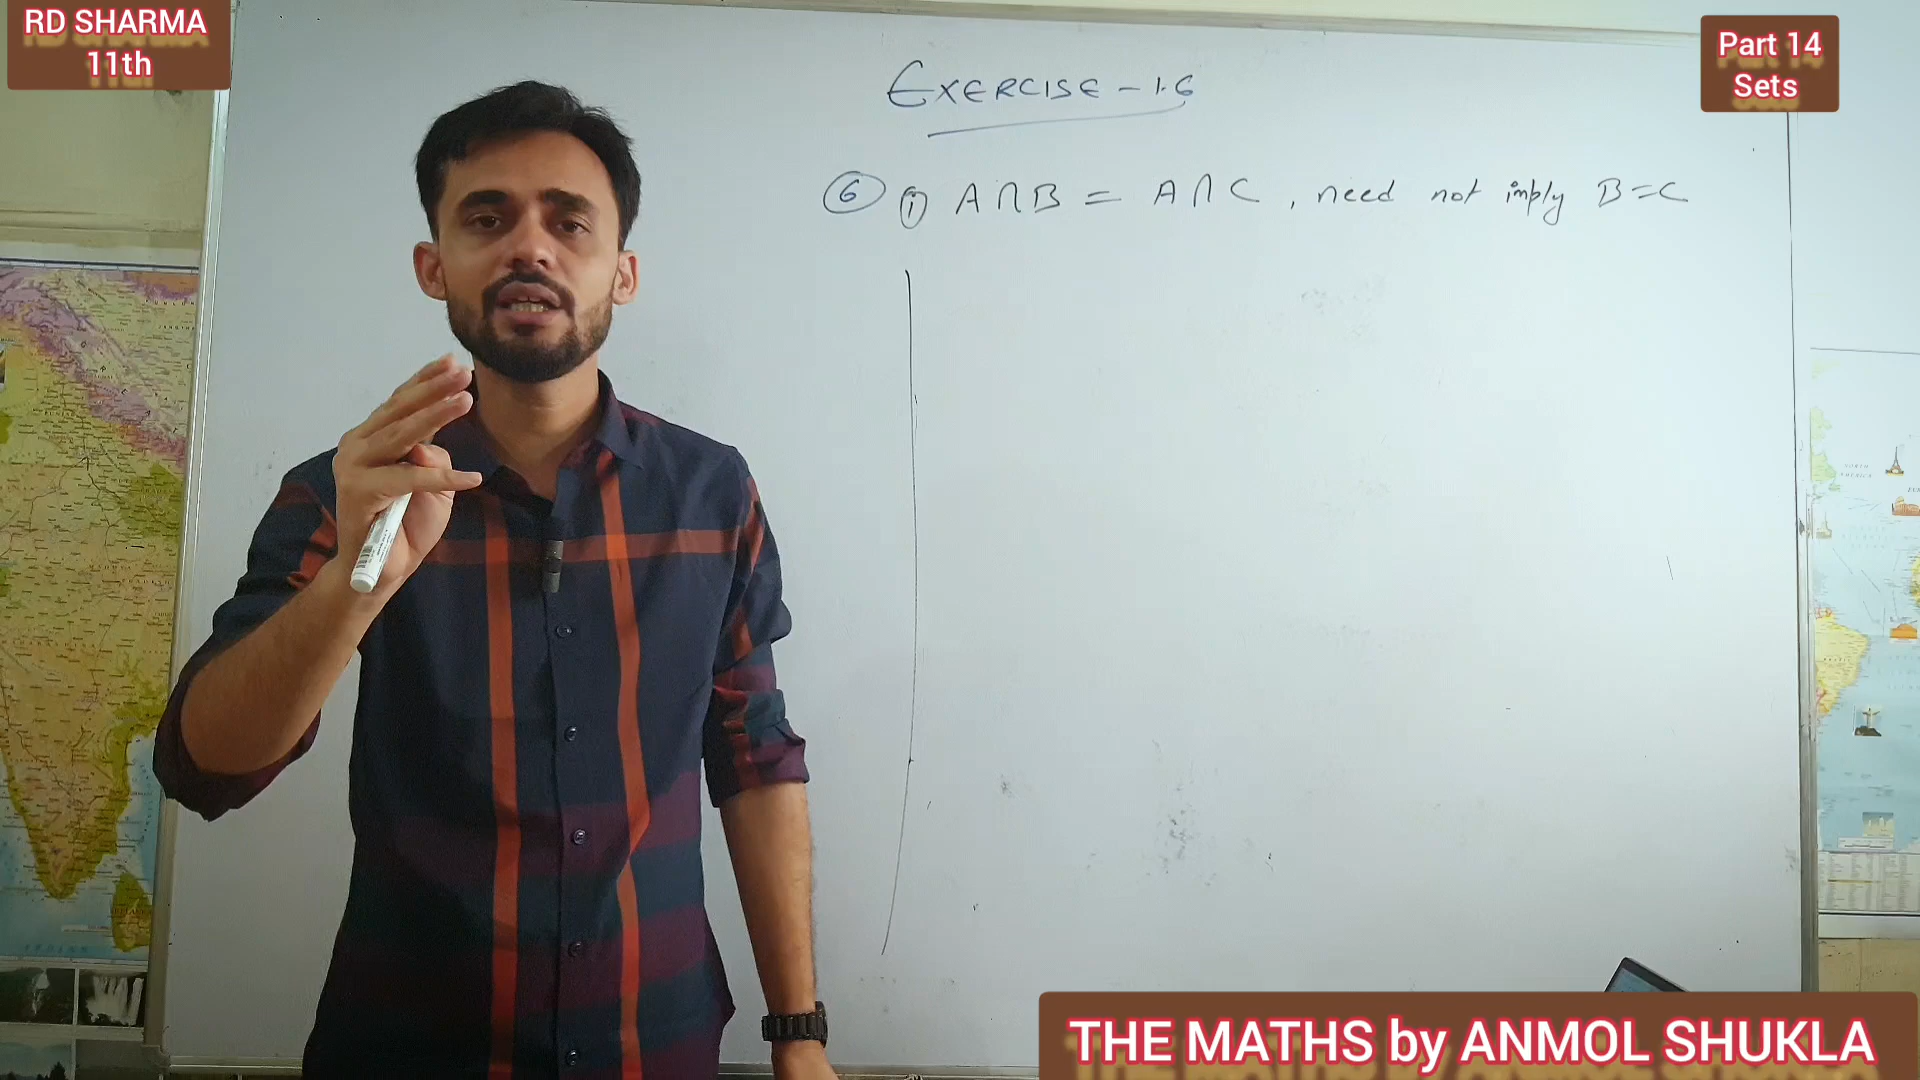 RD SHARMA
11th
Part 14
Sets
EXERCISE - 1.6
⑥ (i) A∩B = A∩C , need not imply B=C
THE MATHS by ANMOL SHUKLA